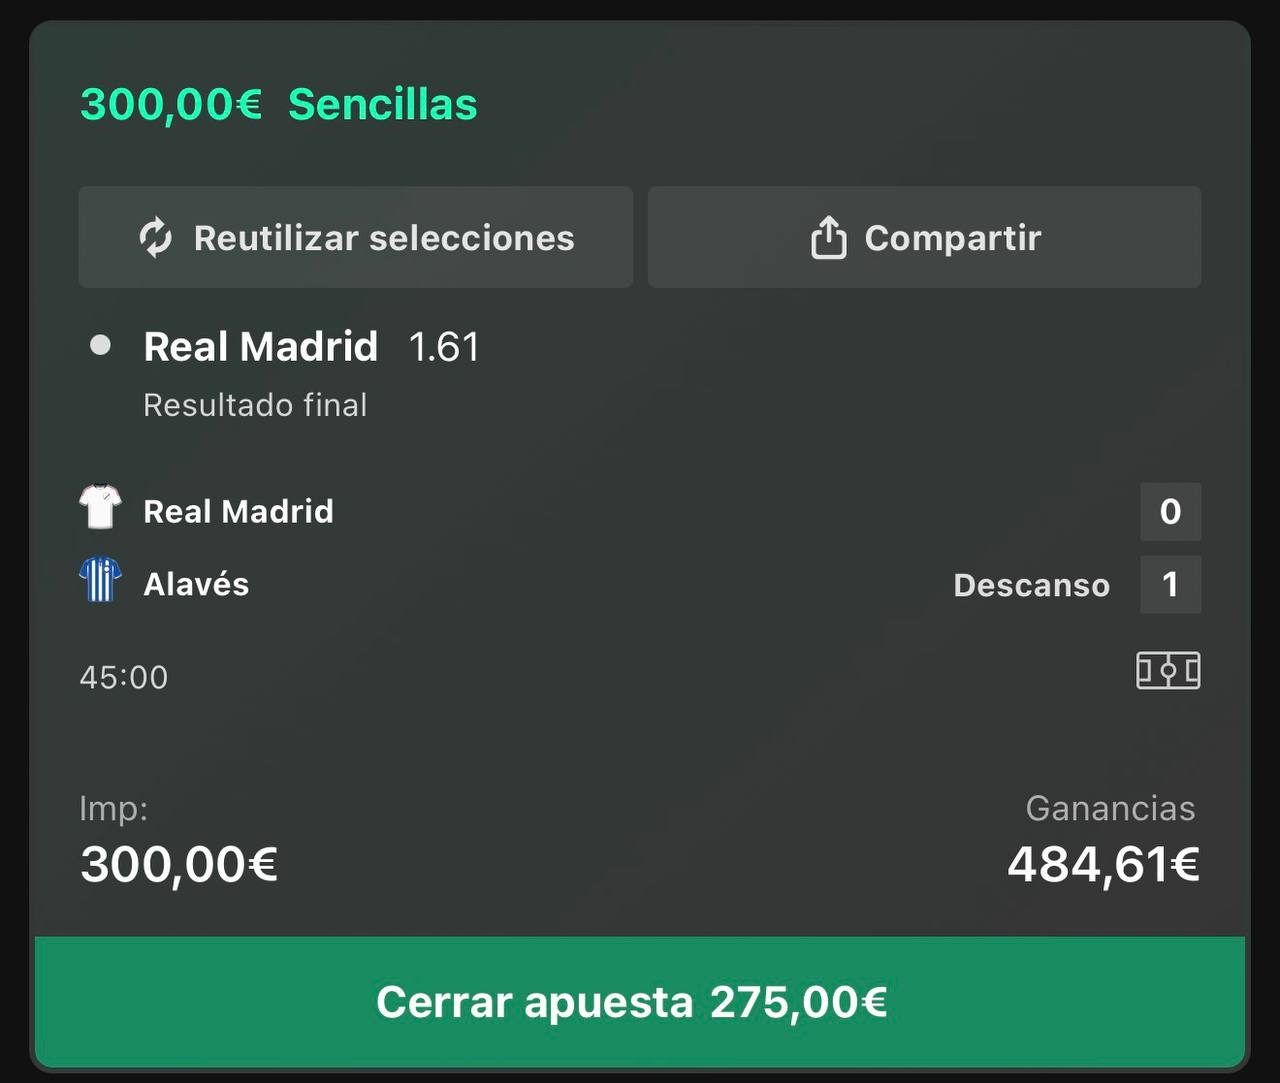 300,00€ Sencillas
Reutilizar selecciones
Compartir
Real Madrid 1.61
Resultado final
Real Madrid 0
Alavés Descanso 1
45:00
Imp: Ganancias
300,00€ 484,61€
Cerrar apuesta 275,00€